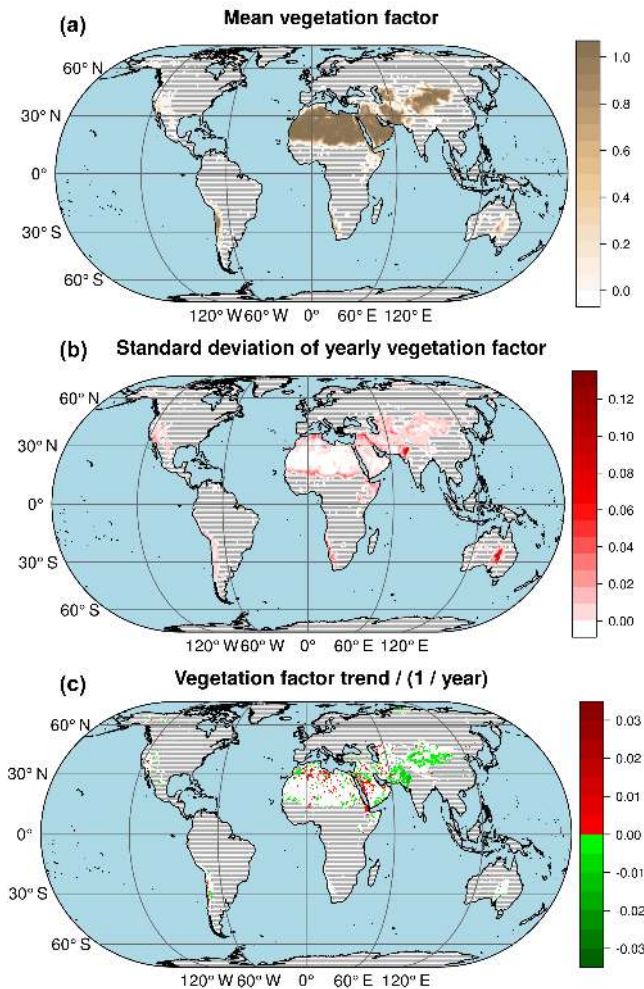 (a) Mean vegetation factor
60° N
30° N
0°
30° S
60° S
120° W 60° W 0° 60° E 120° E
1.0
0.8
0.6
0.4
0.2
0.0
(b) Standard deviation of yearly vegetation factor
30° N
0°
30° S
60° S
120° W 60° W 0° 60° E 120° E
0.12
0.10
0.08
0.06
0.04
0.02
0.00
(c) Vegetation factor trend / (1 / year)
60° N
30° N
0°
30° S
60° S
120° W 60° W 0° 60° E 120° E
0.03
0.02
0.01
0.00
-0.01
-0.02
-0.03